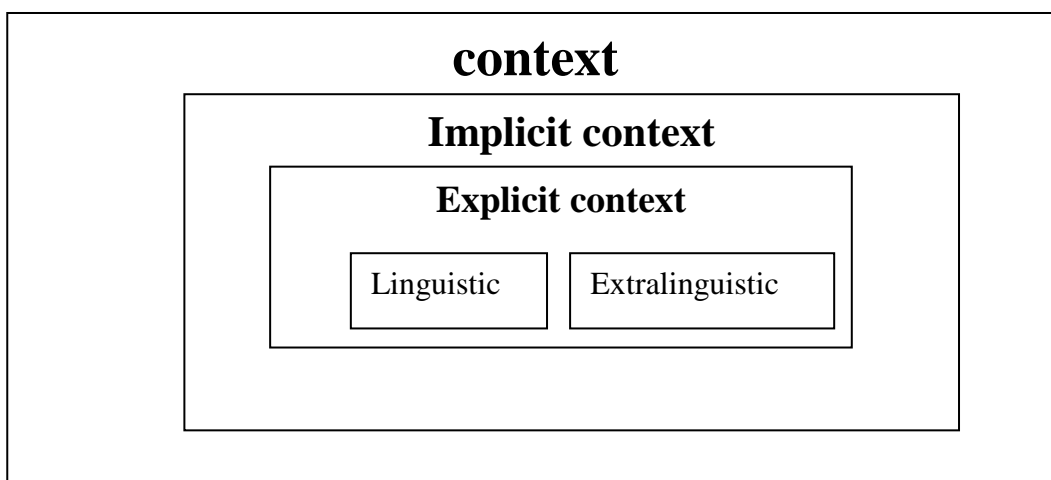 context
Implicit context
Explicit context
Linguistic
Extralinguistic